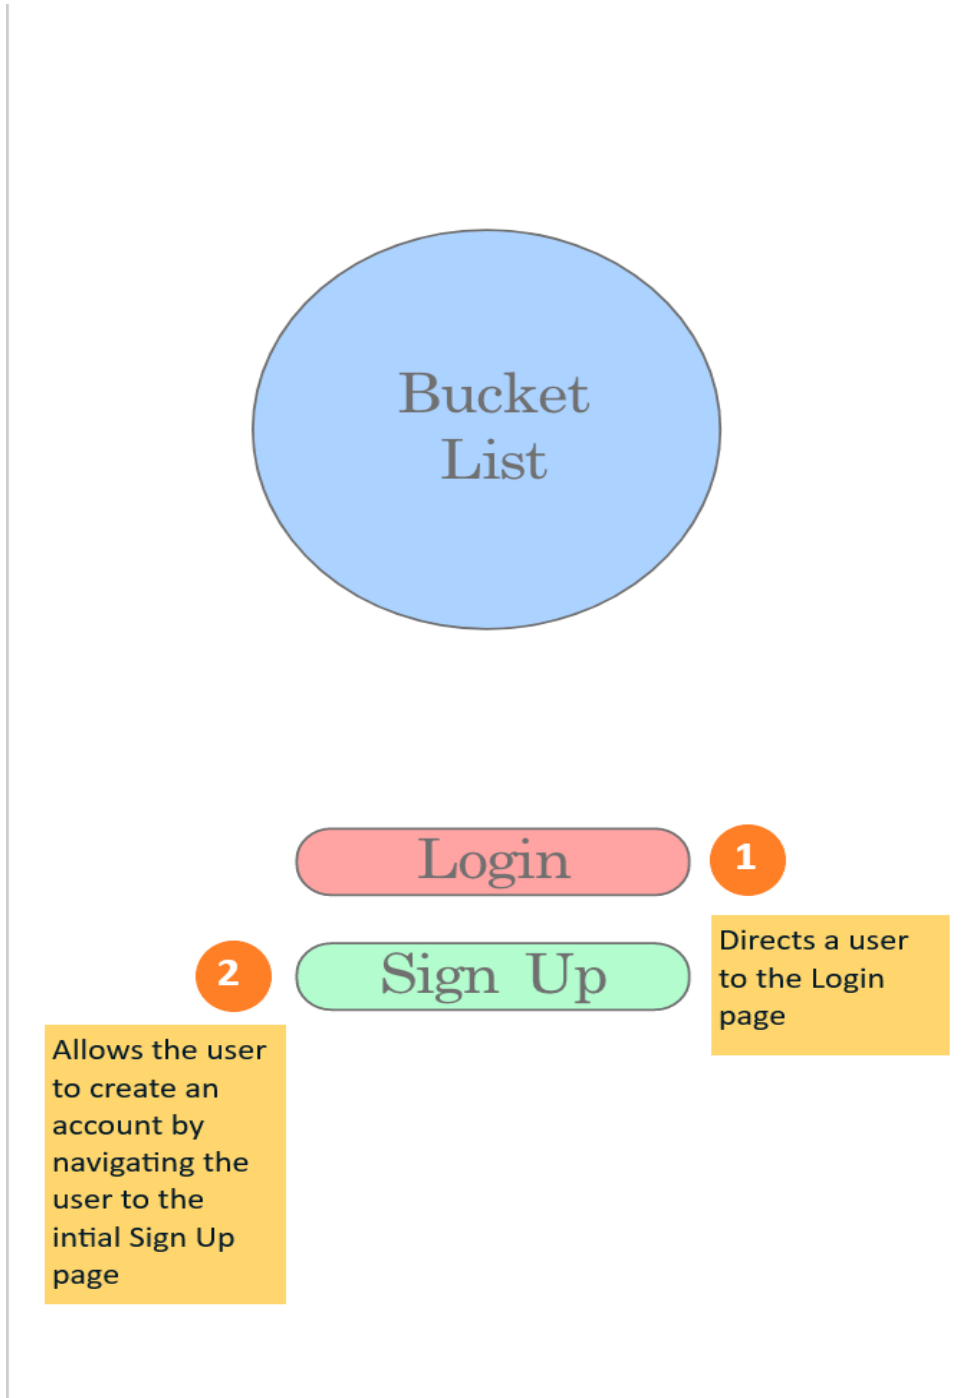 Bucket
List
Login
1
Directs a user
to the Login
page
2
Sign Up
Allows the user
to create an
account by
navigating the
user to the
intial Sign Up
page